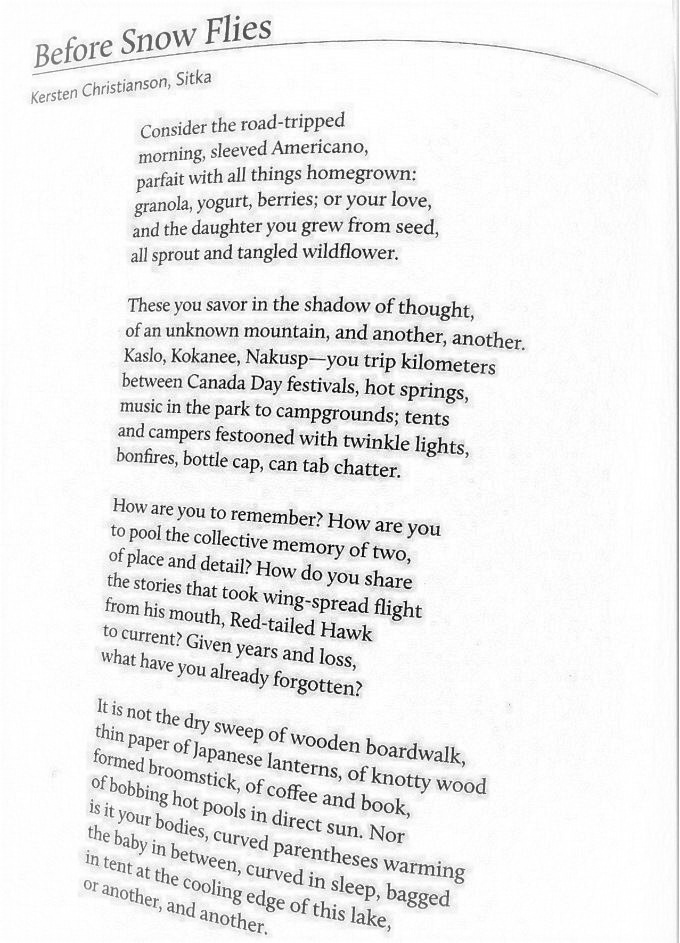 Before Snow Flies
Kersten Christianson, Sitka
Consider the road-tripped
morning, sleeved Americano,
parfait with all things homegrown:
granola, yogurt, berries; or your love,
and the daughter you grew from seed,
all sprout and tangled wildflower.
These you savor in the shadow of thought,
of an unknown mountain, and another, another.
Kaslo, Kokanee, Nakusp—you trip kilometers
between Canada Day festivals, hot springs,
music in the park to campgrounds; tents
and campers festooned with twinkle lights,
bonfires, bottle cap, can tab chatter.
How are you to remember? How are you
to pool the collective memory of two,
of place and detail? How do you share
the stories that took wing-spread flight
from his mouth, Red-tailed Hawk
to current? Given years and loss,
what have you already forgotten?
It is not the dry sweep of wooden boardwalk,
thin paper of Japanese lanterns, of knotty wood
formed broomstick, of coffee and book,
of bobbing hot pools in direct sun. Nor
is it your bodies, curved parentheses warming
the baby in between, curved in sleep, bagged
in tent at the cooling edge of this lake,
or another, and another.